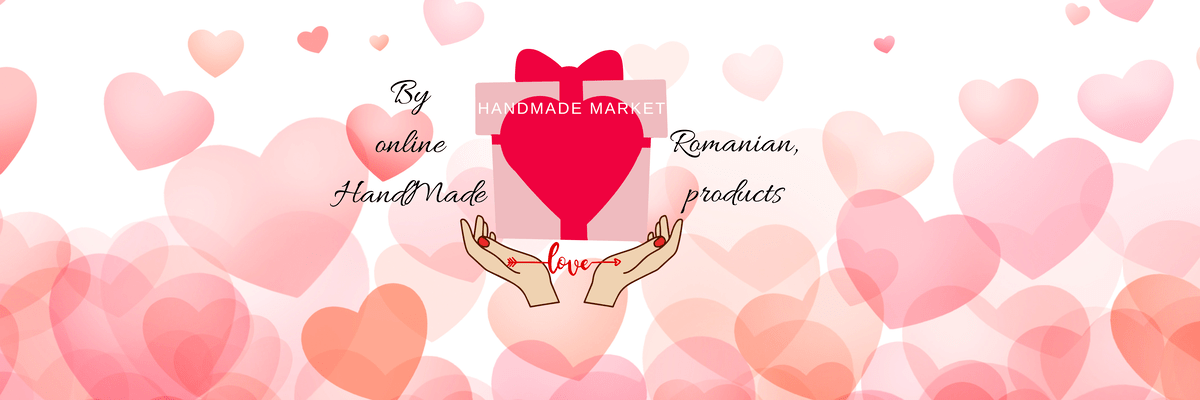 By
online
HandMade
HANDMADE MARKET
Romanian,
products
love